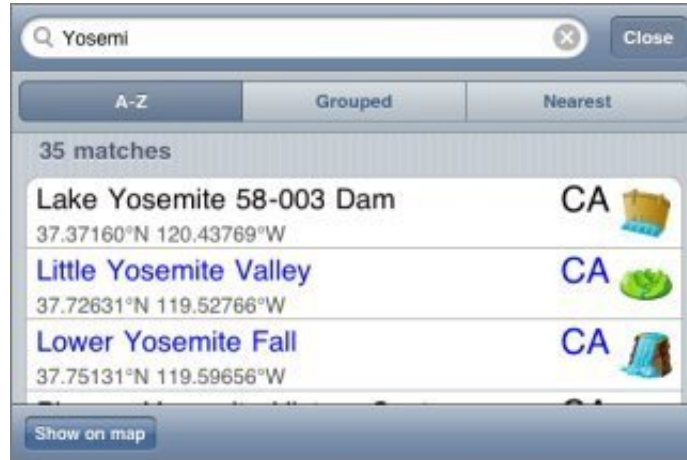 Yosemi
Close
A-Z Grouped Nearest
35 matches
Lake Yosemite 58-003 Dam CA
37.37160°N 120.43769°W
Little Yosemite Valley CA
37.72631°N 119.52766°W
Lower Yosemite Fall CA
37.75131°N 119.59656°W
Show on map